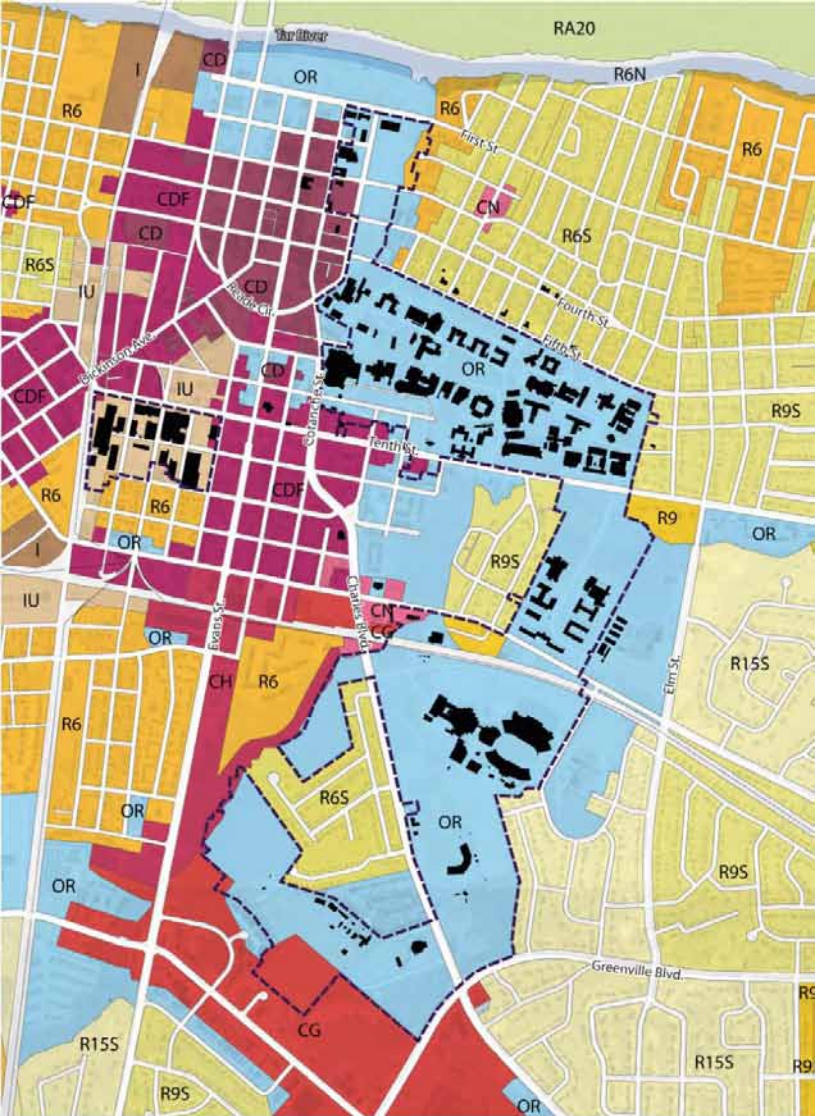 RA20
Tar River
CD
I
OR
R6N
R6
R6
First St.
R6
CDF
CDF
CN
CD
R6S
R6S
IU
CD
Reade Cir.
Fourth St.
Dickinson Ave.
Fifth St.
IU
CD
OR
CDF
Cotanche St.
R9S
Tenth St.
CDF
R6
R6
R9
OR
OR
I
R9S
IU
Charles Blvd.
CN
CG
Evans St.
OR
R15S
Elm St.
CH
R6
R6
R6S
OR
OR
R9S
OR
Greenville Blvd.
R9
CG
R15S
R15S
R9
R9S
OR